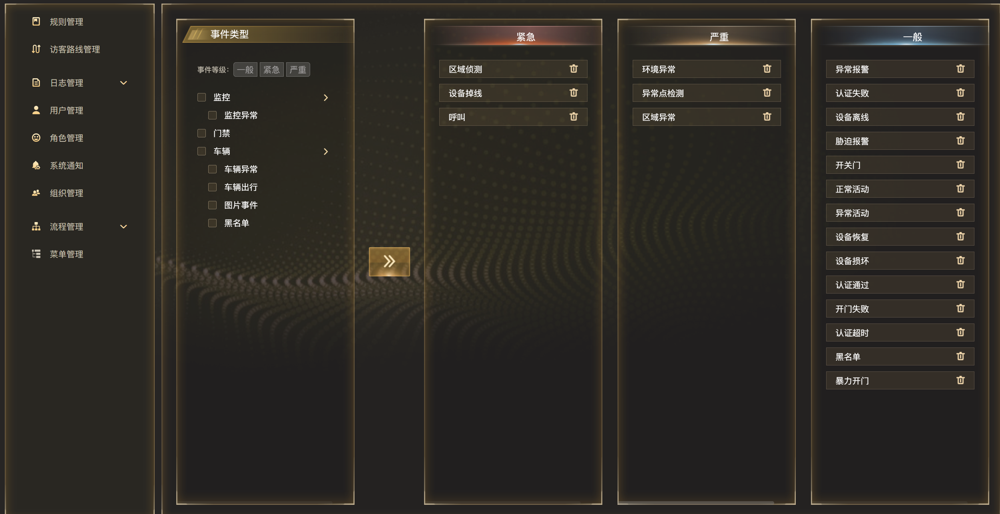 规则管理
访客路线管理
日志管理
用户管理
角色管理
系统通知
组织管理
流程管理
菜单管理
事件类型
事件等级：
一般
紧急
严重
监控
监控异常
门禁
车辆
车辆异常
车辆出行
图片事件
黑名单
紧急
区域侦测
设备掉线
呼叫
严重
环境异常
异常点检测
区域异常
一般
异常报警
认证失败
设备离线
胁迫报警
开关门
正常活动
异常活动
设备恢复
设备损坏
认证通过
开门失败
认证超时
黑名单
暴力开门